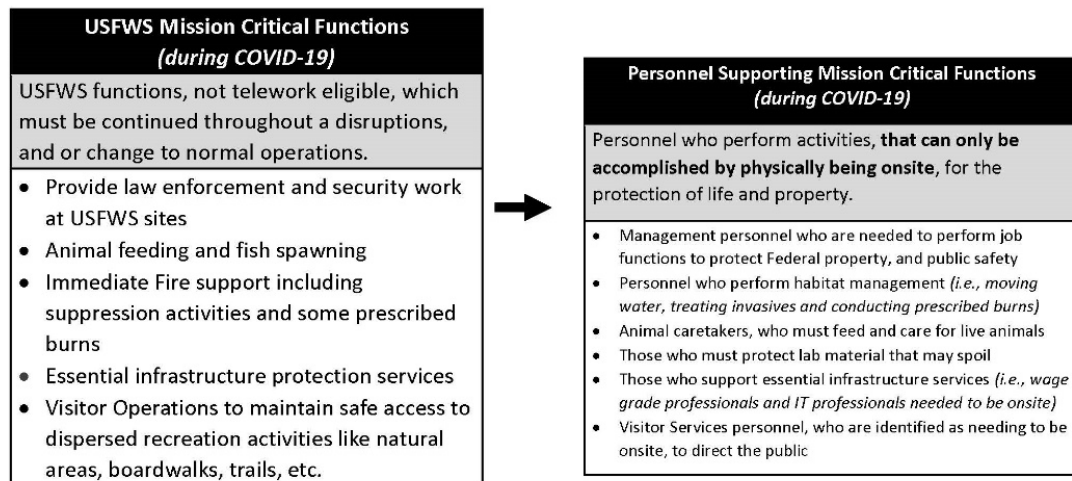 USFWS Mission Critical Functions
(during COVID-19)
USFWS functions, not telework eligible, which
must be continued throughout a disruptions,
and or change to normal operations.
• Provide law enforcement and security work
at USFWS sites
• Animal feeding and fish spawning
• Immediate Fire support including
suppression activities and some prescribed
burns
• Essential infrastructure protection services
• Visitor Operations to maintain safe access to
dispersed recreation activities like natural
areas, boardwalks, trails, etc.
Personnel Supporting Mission Critical Functions
(during COVID-19)
Personnel who perform activities, that can only be
accomplished by physically being onsite, for the
protection of life and property.
• Management personnel who are needed to perform job
functions to protect Federal property, and public safety
• Personnel who perform habitat management (i.e., moving
water, treating invasives and conducting prescribed burns)
• Animal caretakers, who must feed and care for live animals
• Those who must protect lab material that may spoil
• Those who support essential infrastructure services (i.e., wage
grade professionals and IT professionals needed to be onsite)
• Visitor Services personnel, who are identified as needing to be
onsite, to direct the public